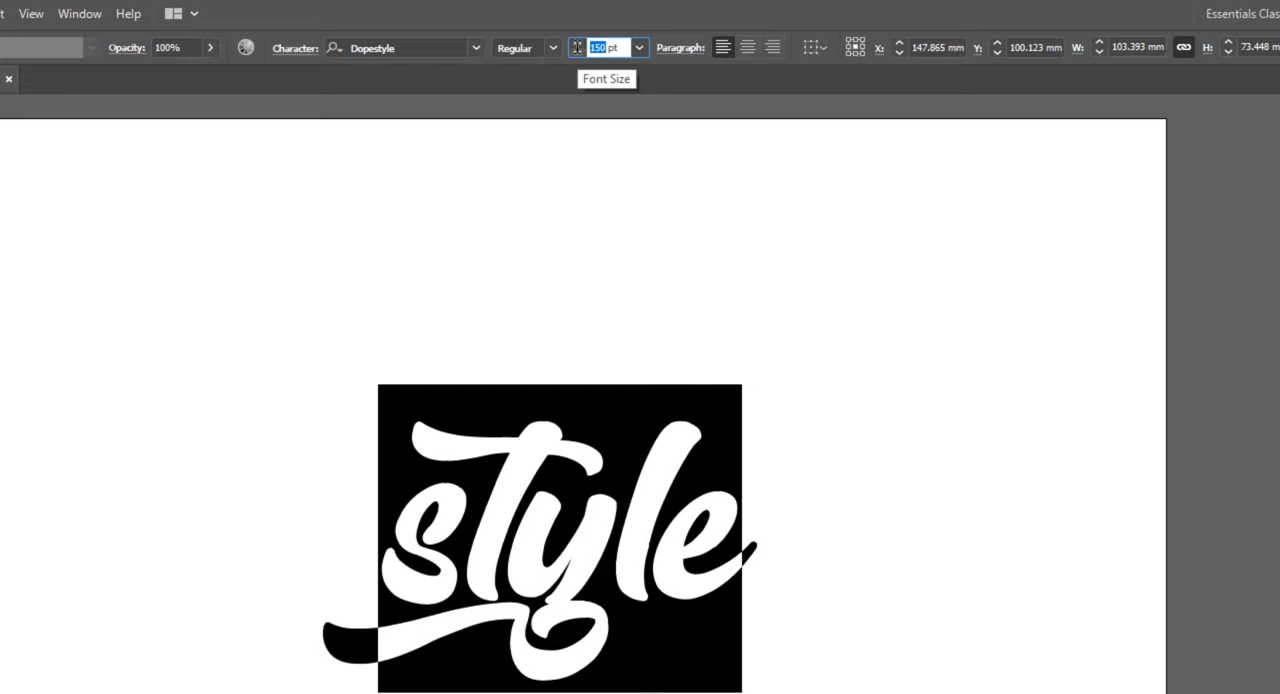 t View Window Help Essentials Clas
Opacity: 100% Character: Dopestyle Regular 150 pt Paragraph: X: 147.865 mm Y: 100.123 mm W: 103.393 mm H: 73.448 m
Font Size
style